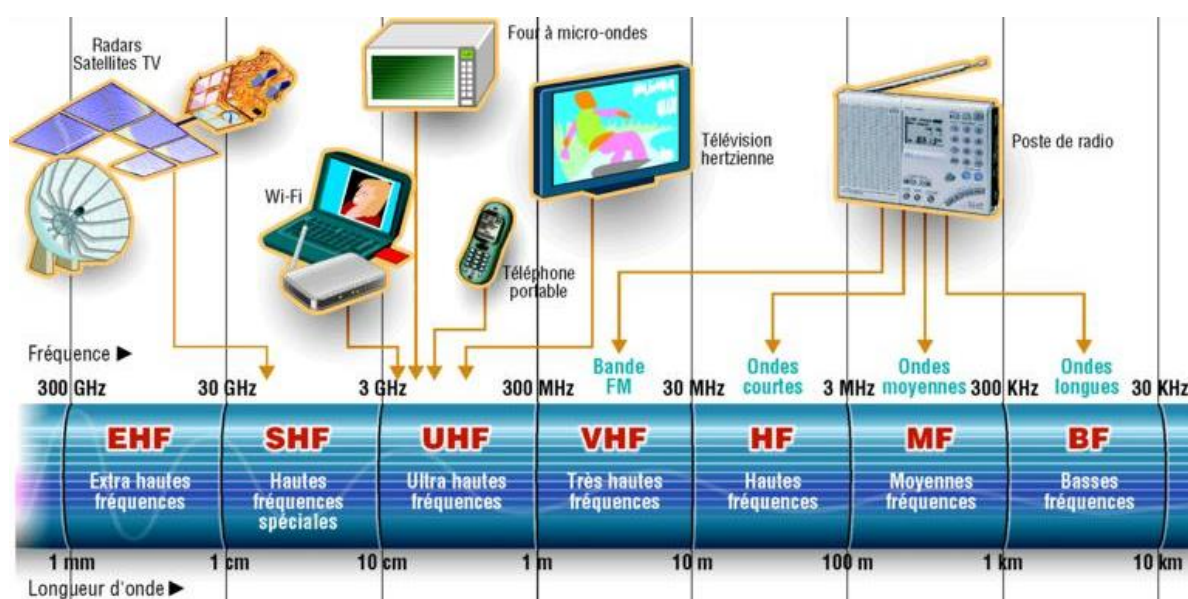 Radars
Satellites TV
Four à micro-ondes
Wi-Fi
Téléphone
portable
Télévision
hertzienne
Poste de radio
Fréquence ►
Bande
FM
Ondes
courtes
Ondes
moyennes
Ondes
longues
300 GHz 30 GHz 3 GHz 300 MHz 30 MHz 3 MHz 300 KHz 30 KHz
EHF
Extra hautes
fréquences
SHF
Hautes
fréquences
spéciales
UHF
Ultra hautes
fréquences
VHF
Très hautes
fréquences
HF
Hautes
fréquences
MF
Moyennes
fréquences
BF
Basses
fréquences
1 mm 1 cm 10 cm 1 m 10 m 100 m 1 km 10 km
Longueur d'onde ►